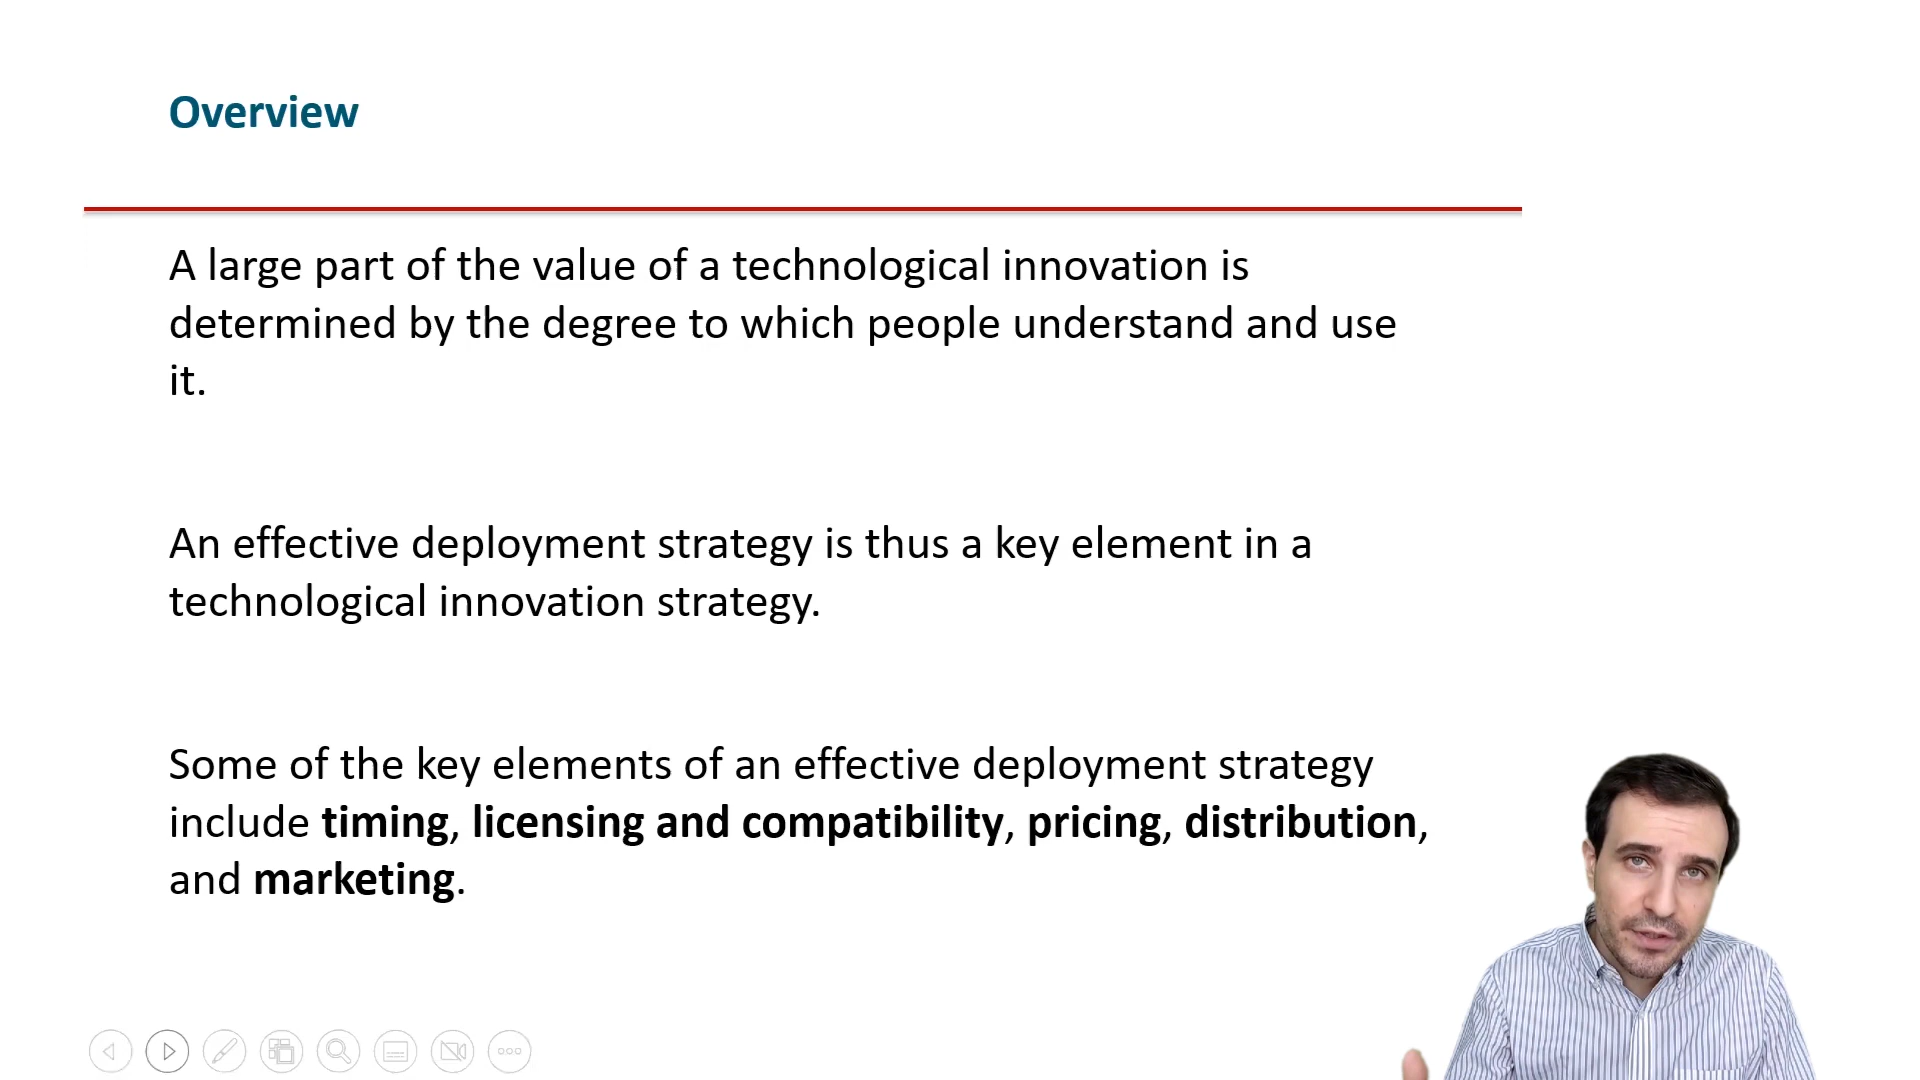 Overview
A large part of the value of a technological innovation is
determined by the degree to which people understand and use
it.
An effective deployment strategy is thus a key element in a
technological innovation strategy.
Some of the key elements of an effective deployment strategy
include timing, licensing and compatibility, pricing, distribution,
and marketing.